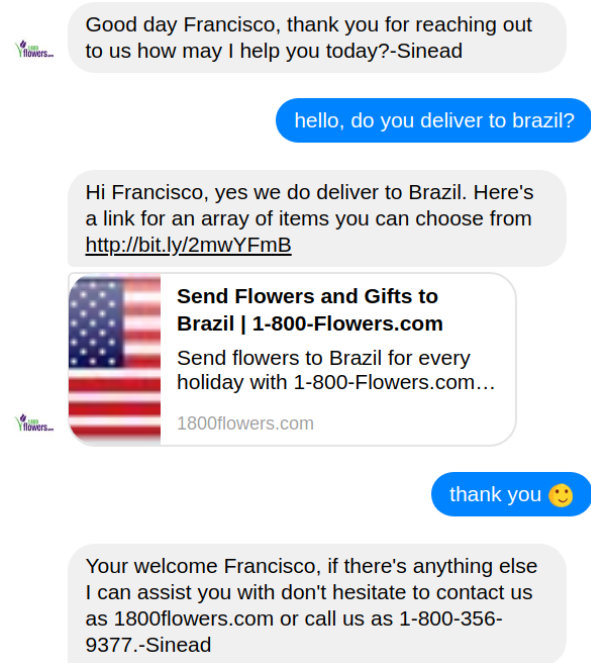 Good day Francisco, thank you for reaching out
to us how may I help you today?-Sinead
flowers
hello, do you deliver to brazil?
Hi Francisco, yes we do deliver to Brazil. Here's
a link for an array of items you can choose from
http://bit.ly/2mwYFmB
Send Flowers and Gifts to
Brazil | 1-800-Flowers.com
Send flowers to Brazil for every
holiday with 1-800-Flowers.com…
1800flowers.com
flowers
thank you 🙂
Your welcome Francisco, if there's anything else
I can assist you with don't hesitate to contact us
as 1800flowers.com or call us as 1-800-356-
9377.-Sinead